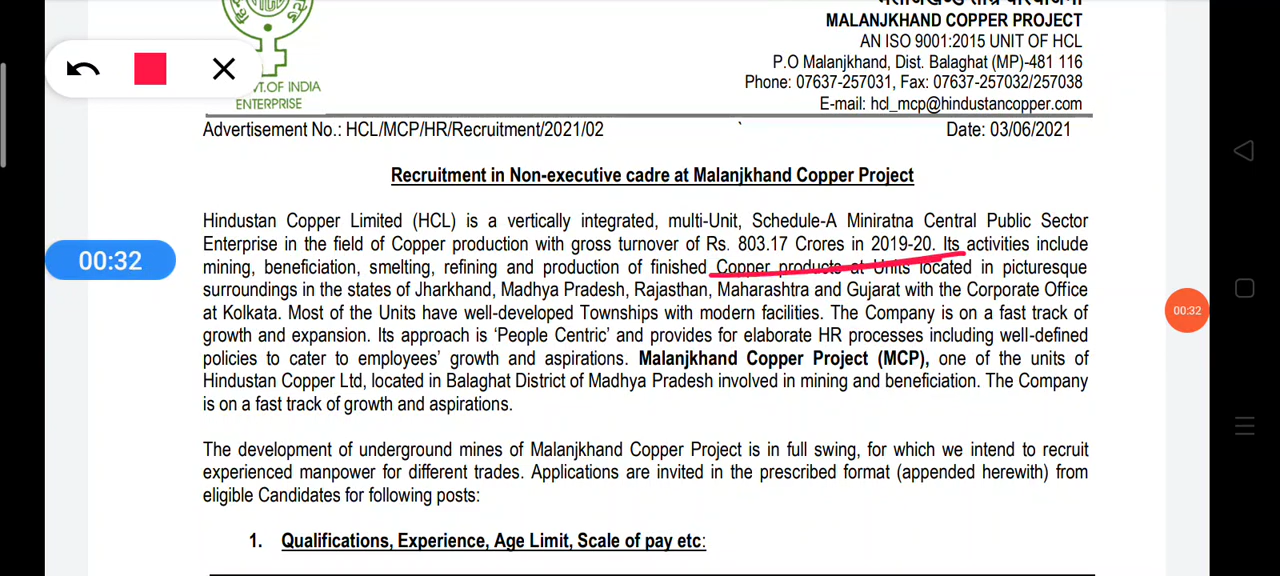 MALANJKHAND COPPER PROJECT
AN ISO 9001:2015 UNIT OF HCL
P.O Malanjkhand, Dist. Balaghat (MP)-481 116
Phone: 07637-257031, Fax: 07637-257032/257038
E-mail: hcl_mcp@hindustancopper.com
VT.OF INDIA
ENTERPRISE
Advertisement No.: HCL/MCP/HR/Recruitment/2021/02
Date: 03/06/2021
Recruitment in Non-executive cadre at Malanjkhand Copper Project
Hindustan Copper Limited (HCL) is a vertically integrated, multi-Unit, Schedule-A Miniratna Central Public Sector
Enterprise in the field of Copper production with gross turnover of Rs. 803.17 Crores in 2019-20. Its activities include
mining, beneficiation, smelting, refining and production of finished Copper products at Units located in picturesque
surroundings in the states of Jharkhand, Madhya Pradesh, Rajasthan, Maharashtra and Gujarat with the Corporate Office
at Kolkata. Most of the Units have well-developed Townships with modern facilities. The Company is on a fast track of
growth and expansion. Its approach is ‘People Centric’ and provides for elaborate HR processes including well-defined
policies to cater to employees’ growth and aspirations. Malanjkhand Copper Project (MCP), one of the units of
Hindustan Copper Ltd, located in Balaghat District of Madhya Pradesh involved in mining and beneficiation. The Company
is on a fast track of growth and aspirations.
The development of underground mines of Malanjkhand Copper Project is in full swing, for which we intend to recruit
experienced manpower for different trades. Applications are invited in the prescribed format (appended herewith) from
eligible Candidates for following posts:
1. Qualifications, Experience, Age Limit, Scale of pay etc:
00:32
00:32